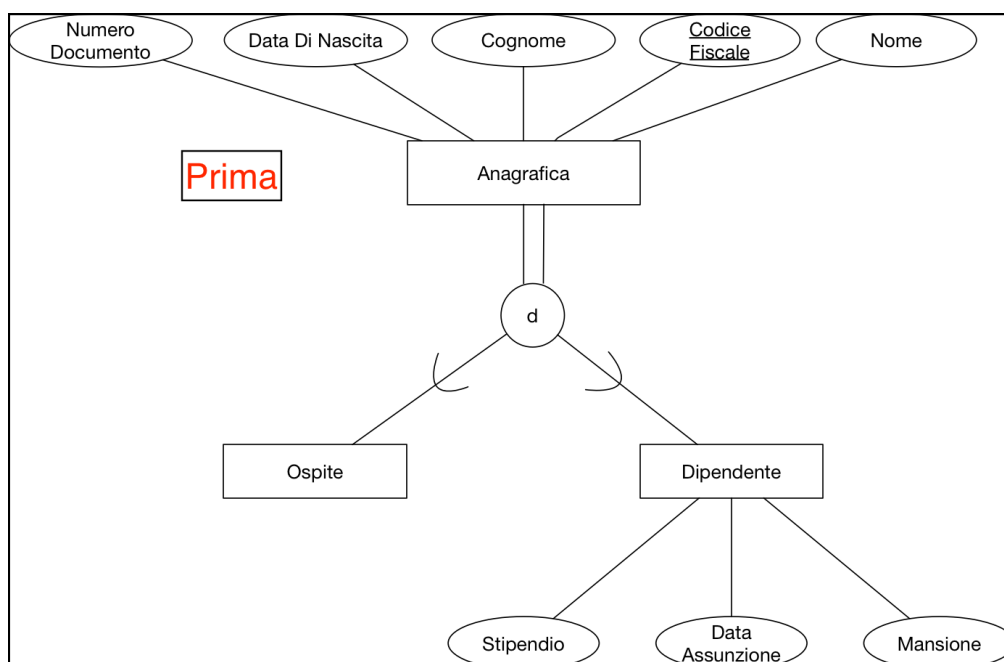 Numero
Documento
Data Di Nascita
Cognome
Codice
Fiscale
Nome
Prima
Anagrafica
d
Ospite
Dipendente
Stipendio
Data
Assunzione
Mansione